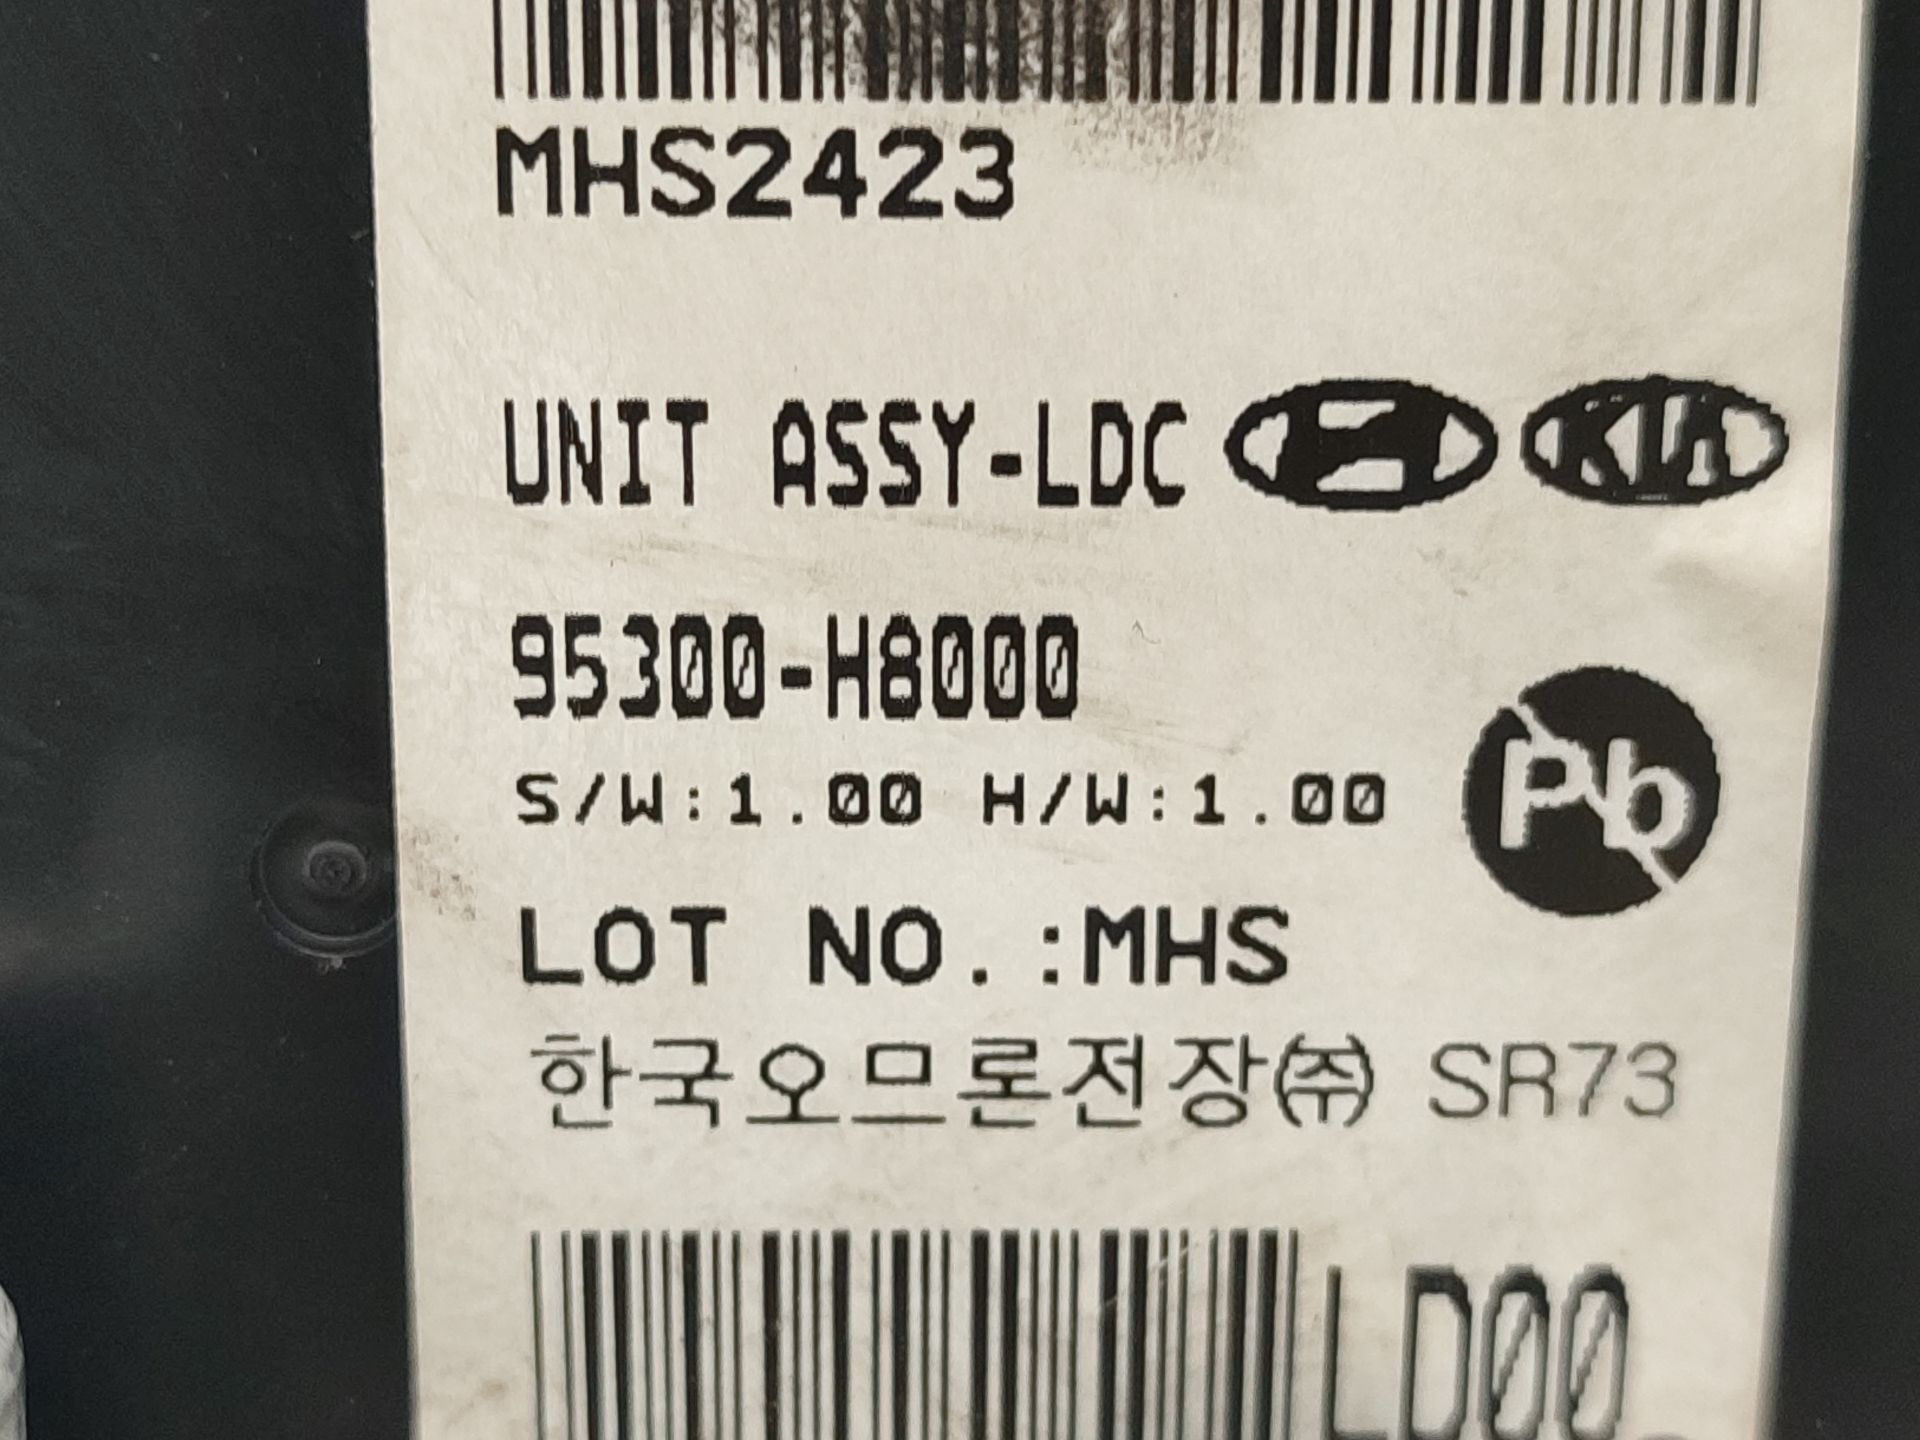 MHS2423
UNIT ASSY-LDC KIA
95300-H8000
S/W:1.00 H/W:1.00
Pb
LOT NO.:MHS
한국오므론전장㈜ SR73
LD00